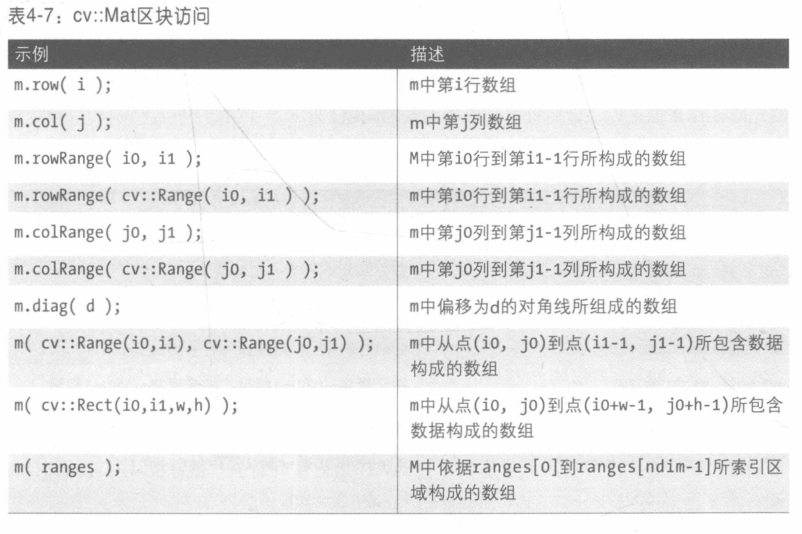 表4-7：cv::Mat区块访问
示例 描述
m.row( i ); m中第i行数组
m.col( j ); m中第j列数组
m.rowRange( i0, i1 ); M中第i0行到第i1-1行所构成的数组
m.rowRange( cv::Range( i0, i1 ) ); m中第i0行到第i1-1行所构成的数组
m.colRange( j0, j1 ); m中第j0列到第j1-1列所构成的数组
m.colRange( cv::Range( j0, j1 ) ); m中第j0列到第j1-1列所构成的数组
m.diag( d ); m中偏移为d的对角线所组成的数组
m( cv::Range(i0,i1), cv::Range(j0,j1) ); m中从点(i0, j0)到点(i1-1, j1-1)所包含数据
构成的数组
m( cv::Rect(i0,i1,w,h) ); m中从点(i0, j0)到点(i0+w-1, j0+h-1)所包含
数据构成的数组
m( ranges ); M中依据ranges[0]到ranges[ndim-1]所索引区
域构成的数组